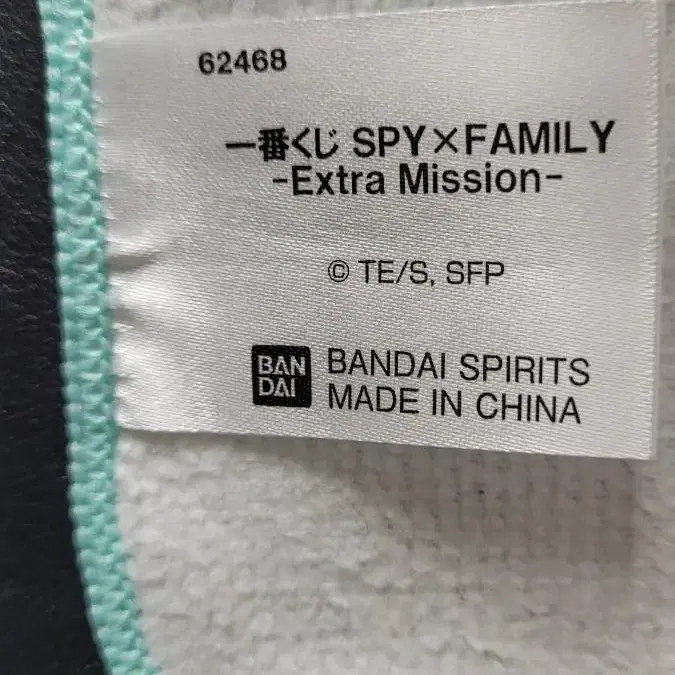 62468
一番くじ SPY×FAMILY
-Extra Mission-
© TE/S, SFP
BAN
DAI
BANDAI SPIRITS
MADE IN CHINA